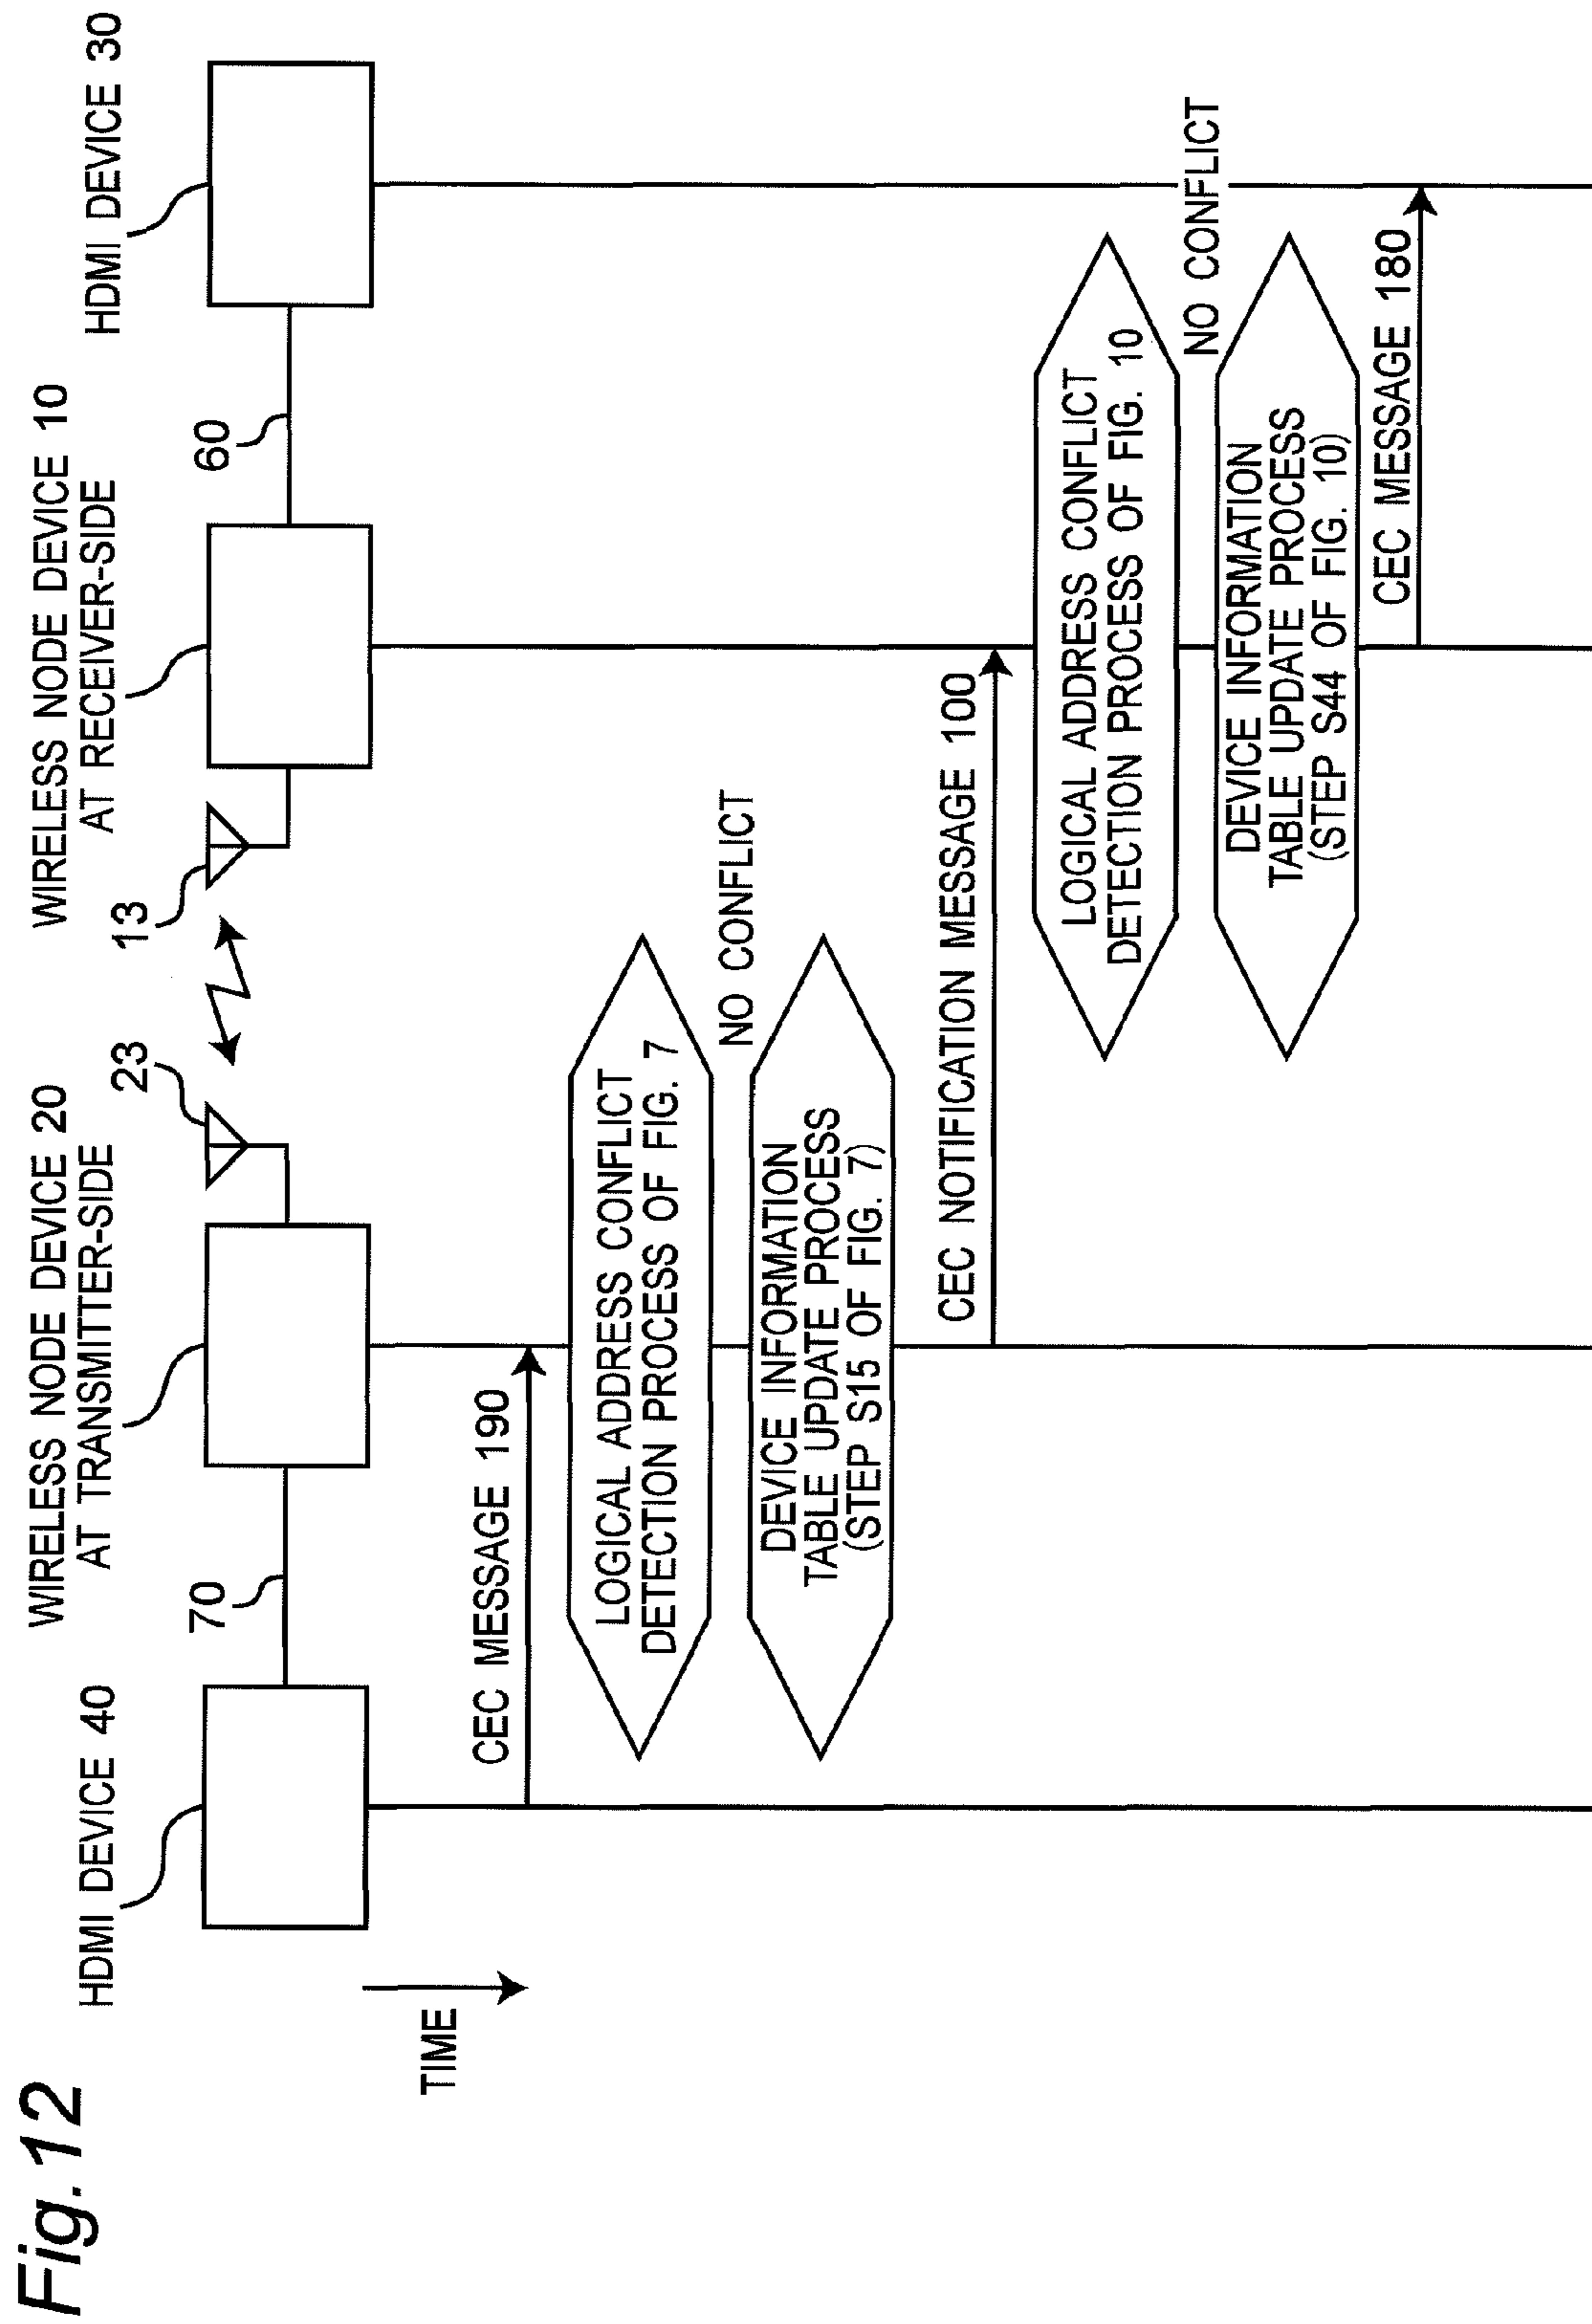 Fig. 12
HDMI DEVICE 40
WIRELESS NODE DEVICE 20
AT TRANSMITTER-SIDE
WIRELESS NODE DEVICE 10
AT RECEIVER-SIDE
HDMI DEVICE 30
70
23
13
60
TIME
CEC MESSAGE 190
LOGICAL ADDRESS CONFLICT
DETECTION PROCESS OF FIG. 7
NO CONFLICT
DEVICE INFORMATION
TABLE UPDATE PROCESS
(STEP S15 OF FIG. 7)
CEC NOTIFICATION MESSAGE 100
LOGICAL ADDRESS CONFLICT
DETECTION PROCESS OF FIG. 10
NO CONFLICT
DEVICE INFORMATION
TABLE UPDATE PROCESS
(STEP S44 OF FIG. 10)
CEC MESSAGE 180